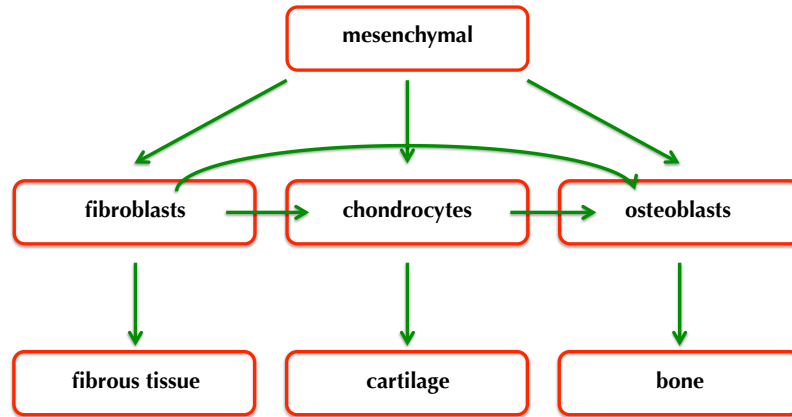 mesenchymal
fibroblasts
chondrocytes
osteoblasts
fibrous tissue
cartilage
bone